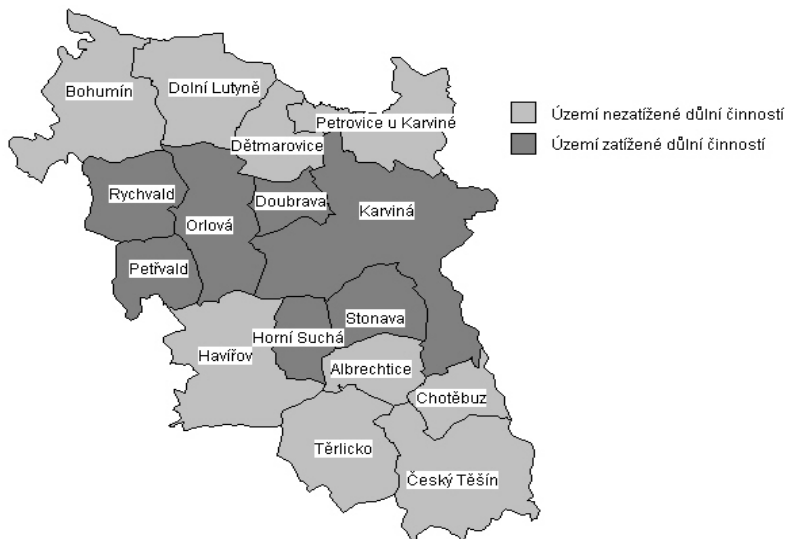 Bohumín
Dolní Lutyně
Petrovice u Karviné
Dětmarovice
Rychvald
Orlová
Doubrava
Karviná
Petřvald
Stonava
Horní Suchá
Havířov
Albrechtice
Chotěbuz
Těrlicko
Český Těšín
Území nezatížené důlní činností
Území zatížené důlní činností